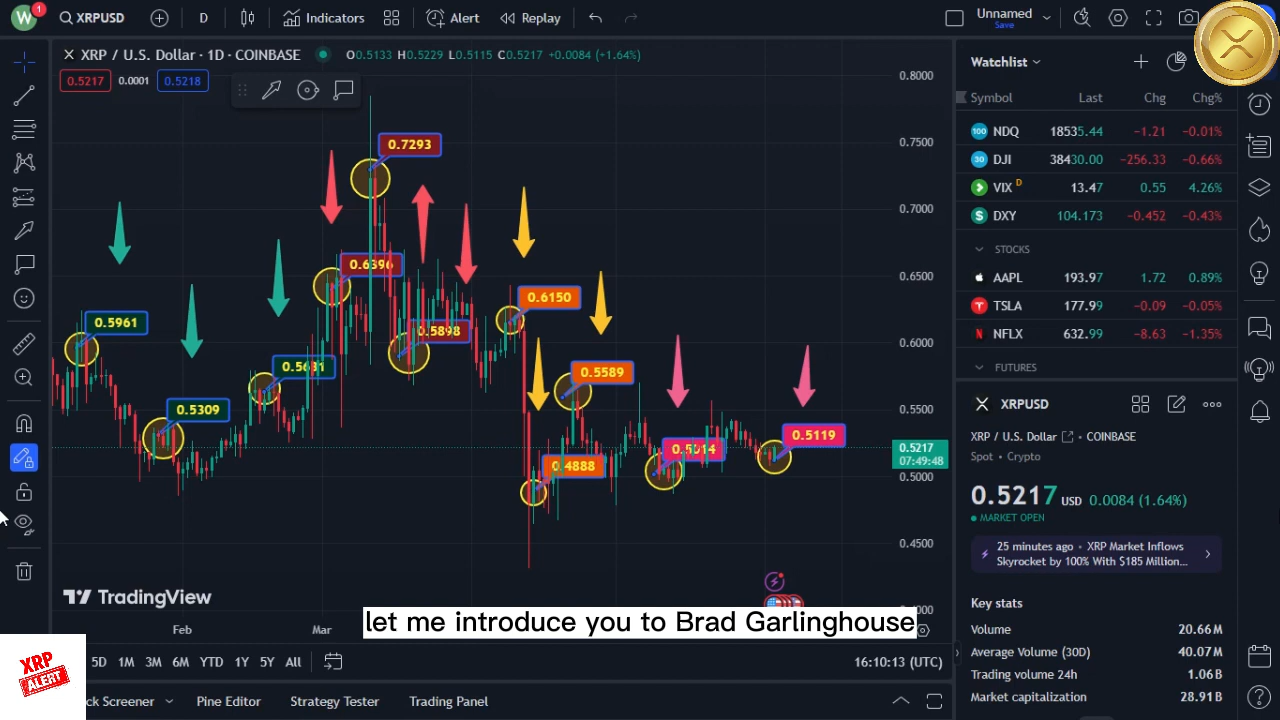 W 1 XRPUSD D Indicators Alert Replay Unnamed
Save
XRP / U.S. Dollar · 1D · COINBASE O0.5133 H0.5229 L0.5115 C0.5217 +0.0084 (+1.64%)
0.5217 0.0001 0.5218
0.8000
0.7500
0.7000
0.6500
0.6000
0.5500
0.5217
07:49:48
0.5000
0.4500
0.7293
0.6396
0.5961
0.5898
0.6150
0.5309
0.5589
0.4888
0.5119
TradingView
Feb Mar
let me introduce you to Brad Garlinghouse
XRP
ALERT
5D 1M 3M 6M YTD 1Y 5Y All 16:10:13 (UTC)
ck Screener Pine Editor Strategy Tester Trading Panel
Watchlist
Symbol Last Chg Chg%
100 NDQ 18535.44 −1.21 −0.01%
30 DJI 38430.00 −256.33 −0.66%
VIX D 13.47 0.55 4.26%
$ DXY 104.173 −0.452 −0.43%
STOCKS
AAPL 193.97 1.72 0.89%
TSLA 177.99 −0.09 −0.05%
NFLX 632.99 −8.63 −1.35%
FUTURES
XRPUSD
XRP / U.S. Dollar COINBASE
Spot • Crypto
0.5217 USD 0.0084 (1.64%)
MARKET OPEN
25 minutes ago • XRP Market Inflows
Skyrocket by 100% With $185 Million...
Key stats
Volume 20.66M
Average Volume (30D) 40.07M
Trading volume 24h 1.06B
Market capitalization 28.91B